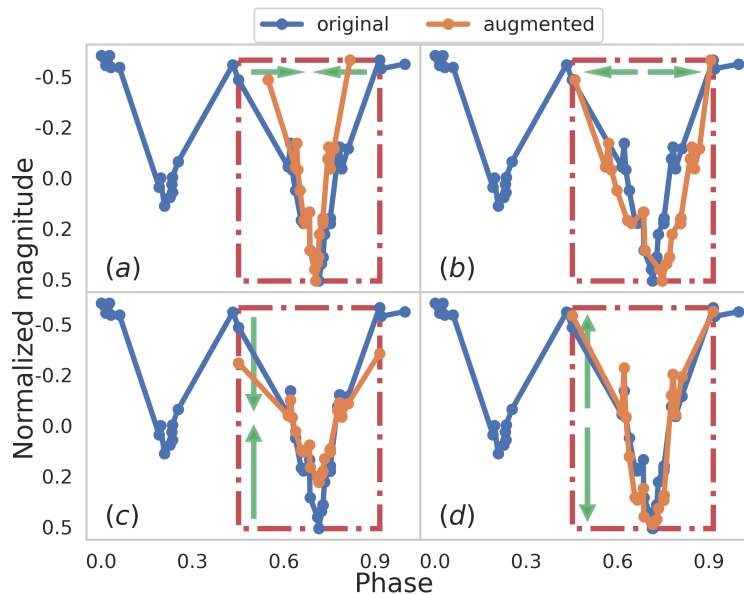 original augmented
-0.5
-0.2
0.0
0.2
0.5
(a)
(b)
Normalized magnitude
-0.5
-0.2
0.0
0.2
0.5
(c)
(d)
0.0 0.3 0.6 0.9 0.0 0.3 0.6 0.9
Phase